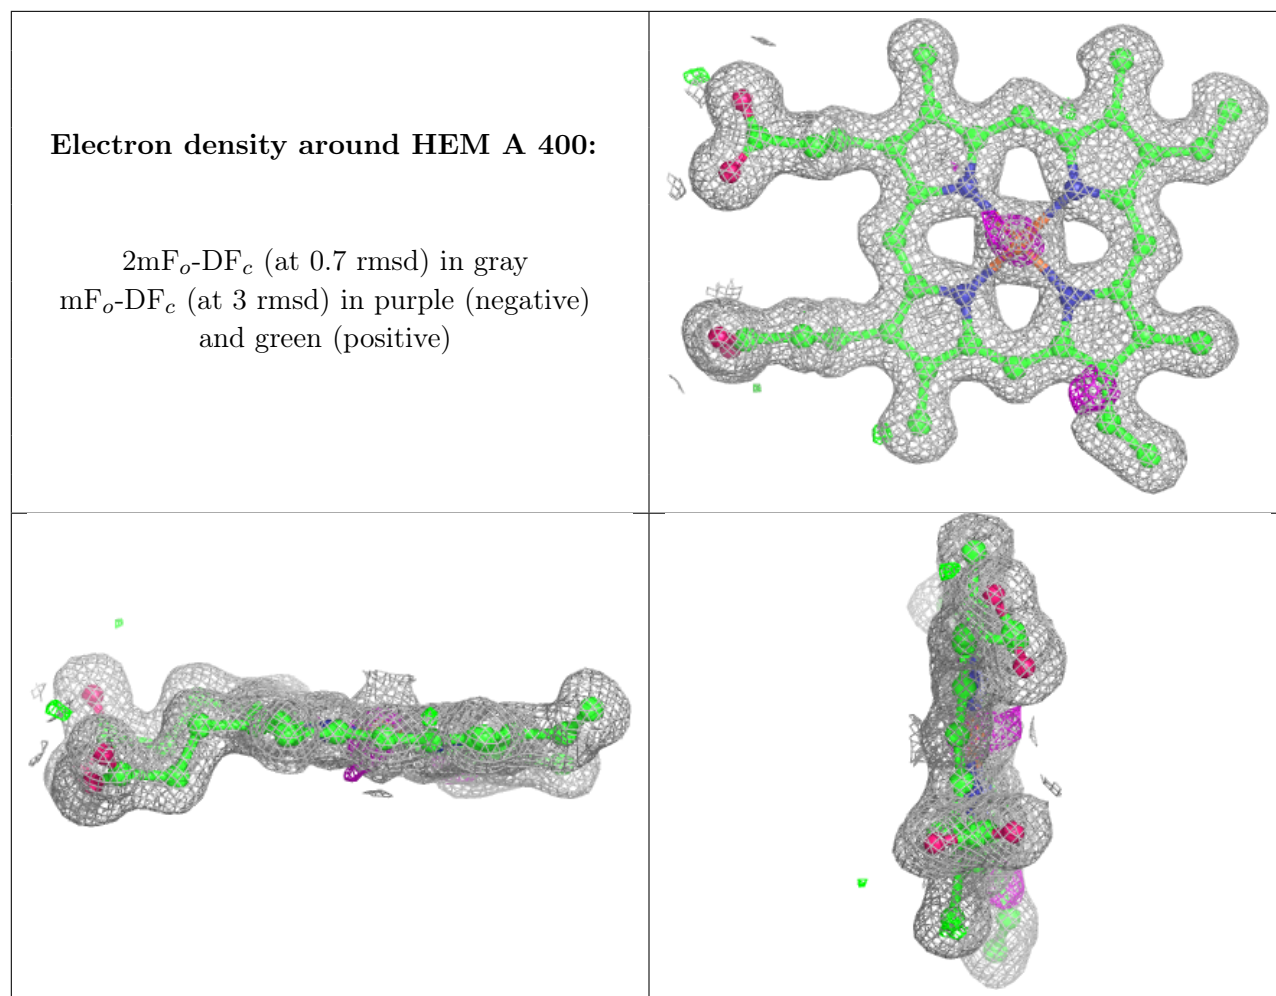 Electron density around HEM A 400:
2mFₒ-DF𝒸 (at 0.7 rmsd) in gray
mFₒ-DF𝒸 (at 3 rmsd) in purple (negative)
and green (positive)